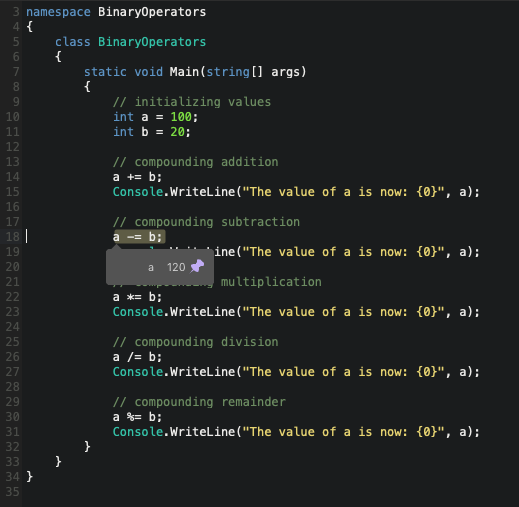 3 namespace BinaryOperators
4 {
5 class BinaryOperators
6 {
7 static void Main(string[] args)
8 {
9 // initializing values
10 int a = 100;
11 int b = 20;
12
13 // compounding addition
14 a += b;
15 Console.WriteLine("The value of a is now: {0}", a);
16
17 // compounding subtraction
18 a -= b;
19 Console.WriteLine("The value of a is now: {0}", a);
a 120
20
21 // compounding multiplication
22 a *= b;
23 Console.WriteLine("The value of a is now: {0}", a);
24
25 // compounding division
26 a /= b;
27 Console.WriteLine("The value of a is now: {0}", a);
28
29 // compounding remainder
30 a %= b;
31 Console.WriteLine("The value of a is now: {0}", a);
32 }
33 }
34 }
35